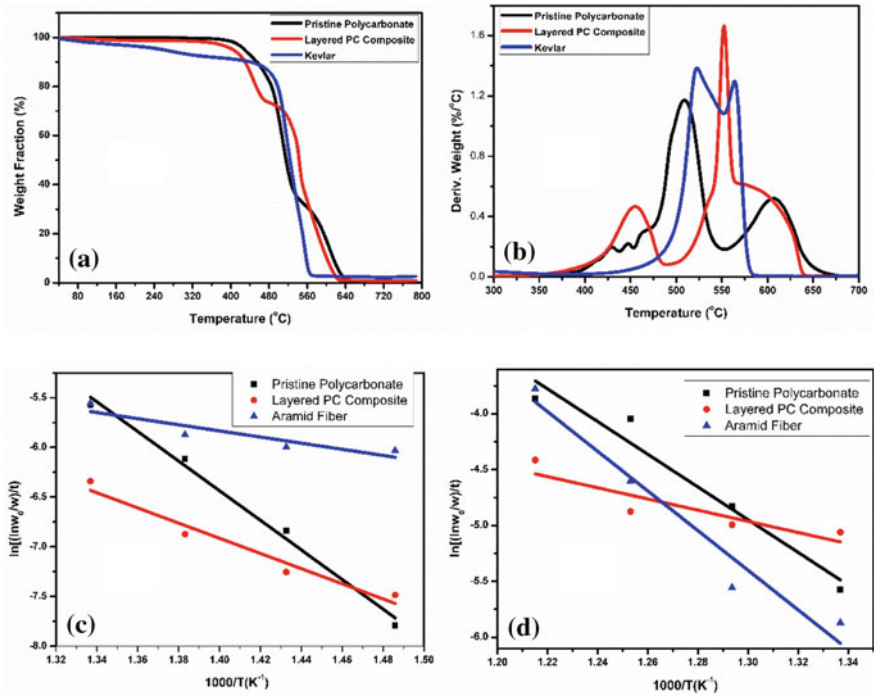 Pristine Polycarbonate
Layered PC Composite
Kevlar
Weight Fraction (%)
100
80
60
40
20
0
(a)
80 160 240 320 400 480 560 640 720 800
Temperature (°C)
Pristine Polycarbonate
Layered PC Composite
Kevlar
Deriv. Weight (%/°C)
1.6
1.2
0.8
0.4
0.0
(b)
300 350 400 450 500 550 600 650 700
Temperature (°C)
Pristine Polycarbonate
Layered PC Composite
Aramid Fiber
ln[(lnw₀/w)/t)
-5.5
-6.0
-6.5
-7.0
-7.5
-8.0
(c)
1.32 1.34 1.36 1.38 1.40 1.42 1.44 1.46 1.48 1.50
1000/T(K⁻¹)
Pristine Polycarbonate
Layered PC Composite
Aramid Fiber
ln[(lnw₀/w)/t)
-4.0
-4.5
-5.0
-5.5
-6.0
(d)
1.20 1.22 1.24 1.26 1.28 1.30 1.32 1.34
1000/T(K⁻¹)